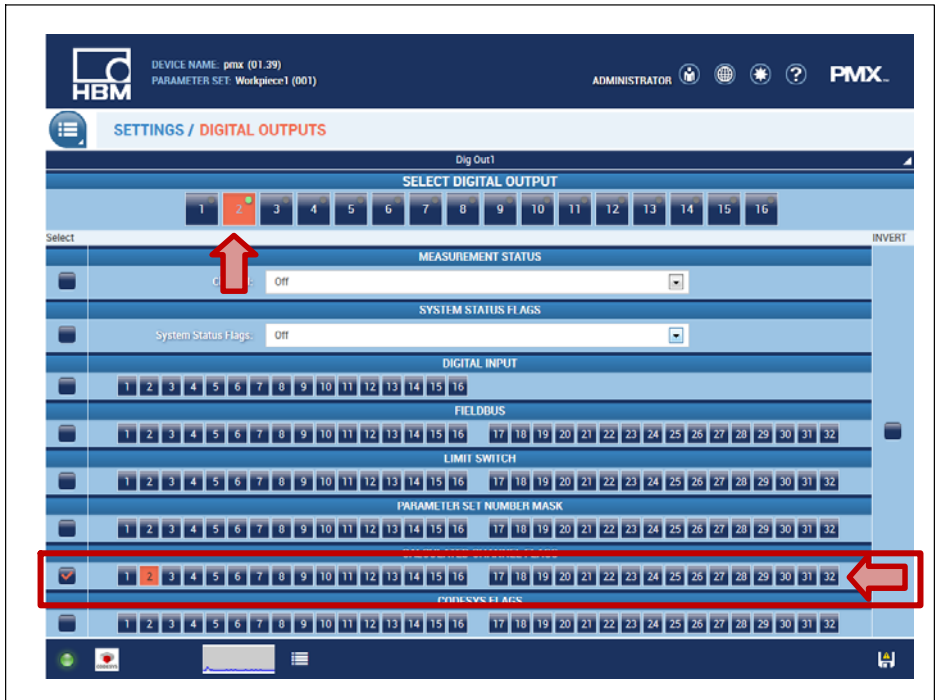 HBM
DEVICE NAME: pmx (01.39)
PARAMETER SET: Workpiece1 (001)
ADMINISTRATOR
?
PMX
SETTINGS / DIGITAL OUTPUTS
Dig Out1
SELECT DIGITAL OUTPUT
1 2 3 4 5 6 7 8 9 10 11 12 13 14 15 16
Select
INVERT
MEASUREMENT STATUS
Off
SYSTEM STATUS FLAGS
System Status Flags: Off
DIGITAL INPUT
1 2 3 4 5 6 7 8 9 10 11 12 13 14 15 16
FIELDBUS
1 2 3 4 5 6 7 8 9 10 11 12 13 14 15 16 17 18 19 20 21 22 23 24 25 26 27 28 29 30 31 32
LIMIT SWITCH
1 2 3 4 5 6 7 8 9 10 11 12 13 14 15 16 17 18 19 20 21 22 23 24 25 26 27 28 29 30 31 32
PARAMETER SET NUMBER MASK
1 2 3 4 5 6 7 8 9 10 11 12 13 14 15 16 17 18 19 20 21 22 23 24 25 26 27 28 29 30 31 32
1 2 3 4 5 6 7 8 9 10 11 12 13 14 15 16 17 18 19 20 21 22 23 24 25 26 27 28 29 30 31 32
CODESYS FLAGS
1 2 3 4 5 6 7 8 9 10 11 12 13 14 15 16 17 18 19 20 21 22 23 24 25 26 27 28 29 30 31 32